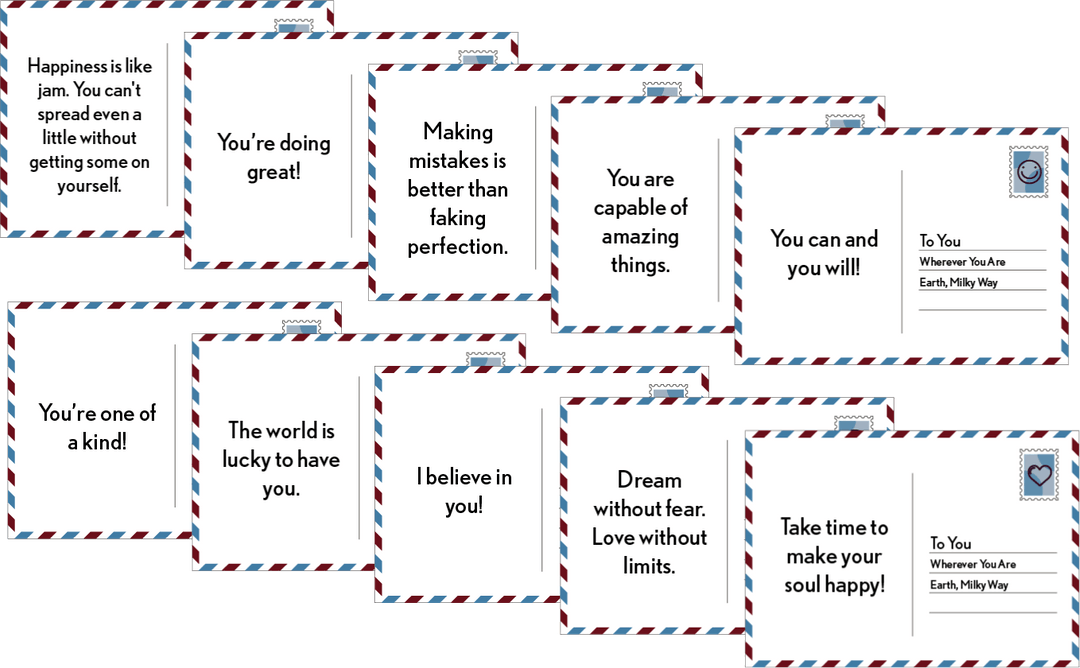 Happiness is like
jam. You can't
spread even a
little without
getting some on
yourself.
You're doing
great!
Making
mistakes is
better than
faking
perfection.
You are
capable of
amazing
things.
You can and
you will!
To You
Wherever You Are
Earth, Milky Way
You're one of
a kind!
The world is
lucky to have
you.
I believe in
you!
Dream
without fear.
Love without
limits.
Take time to
make your
soul happy!
To You
Wherever You Are
Earth, Milky Way